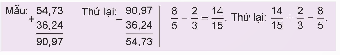 Mẫu: + 54,73 Thử lại: − 90,97 8/5 − 2/3 = 14/15. Thử lại: 14/15 2/3 = 8/5.
36,24 36,24
90,97 54,73